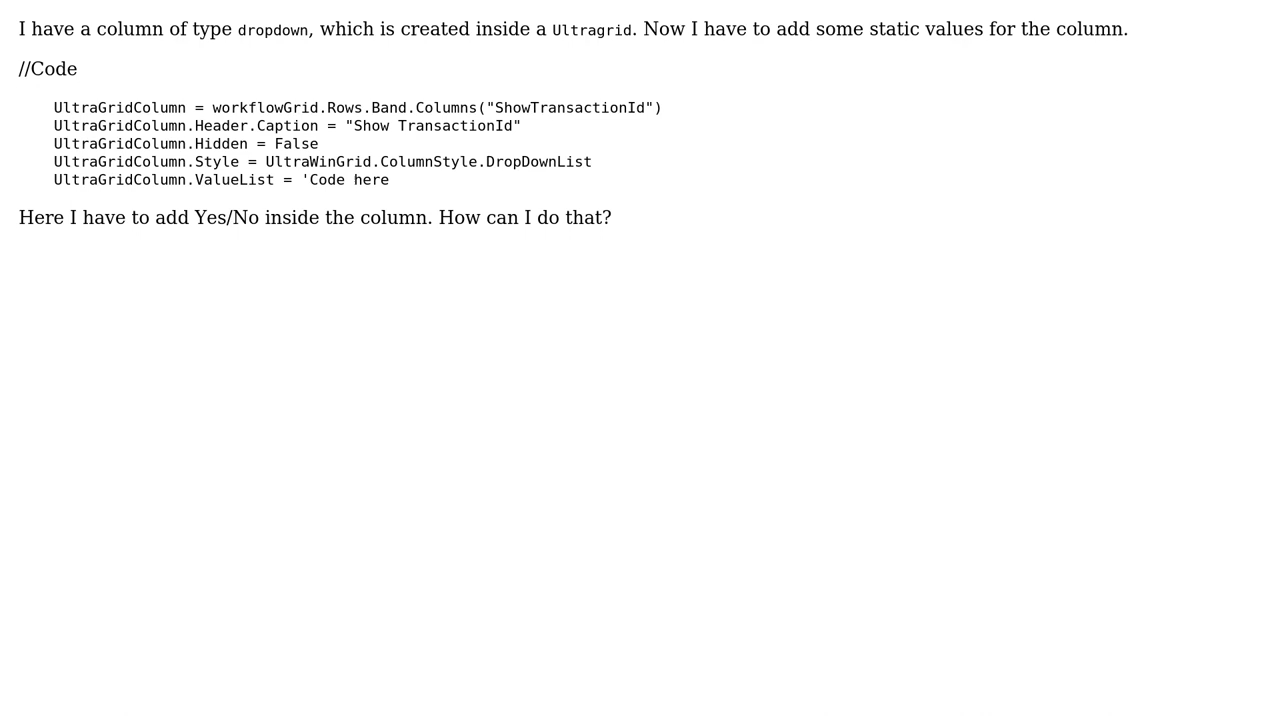 I have a column of type dropdown, which is created inside a Ultragrid. Now I have to add some static values for the column.
//Code
UltraGridColumn = workflowGrid.Rows.Band.Columns("ShowTransactionId")
UltraGridColumn.Header.Caption = "Show TransactionId"
UltraGridColumn.Hidden = False
UltraGridColumn.Style = UltraWinGrid.ColumnStyle.DropDownList
UltraGridColumn.ValueList = 'Code here
Here I have to add Yes/No inside the column. How can I do that?